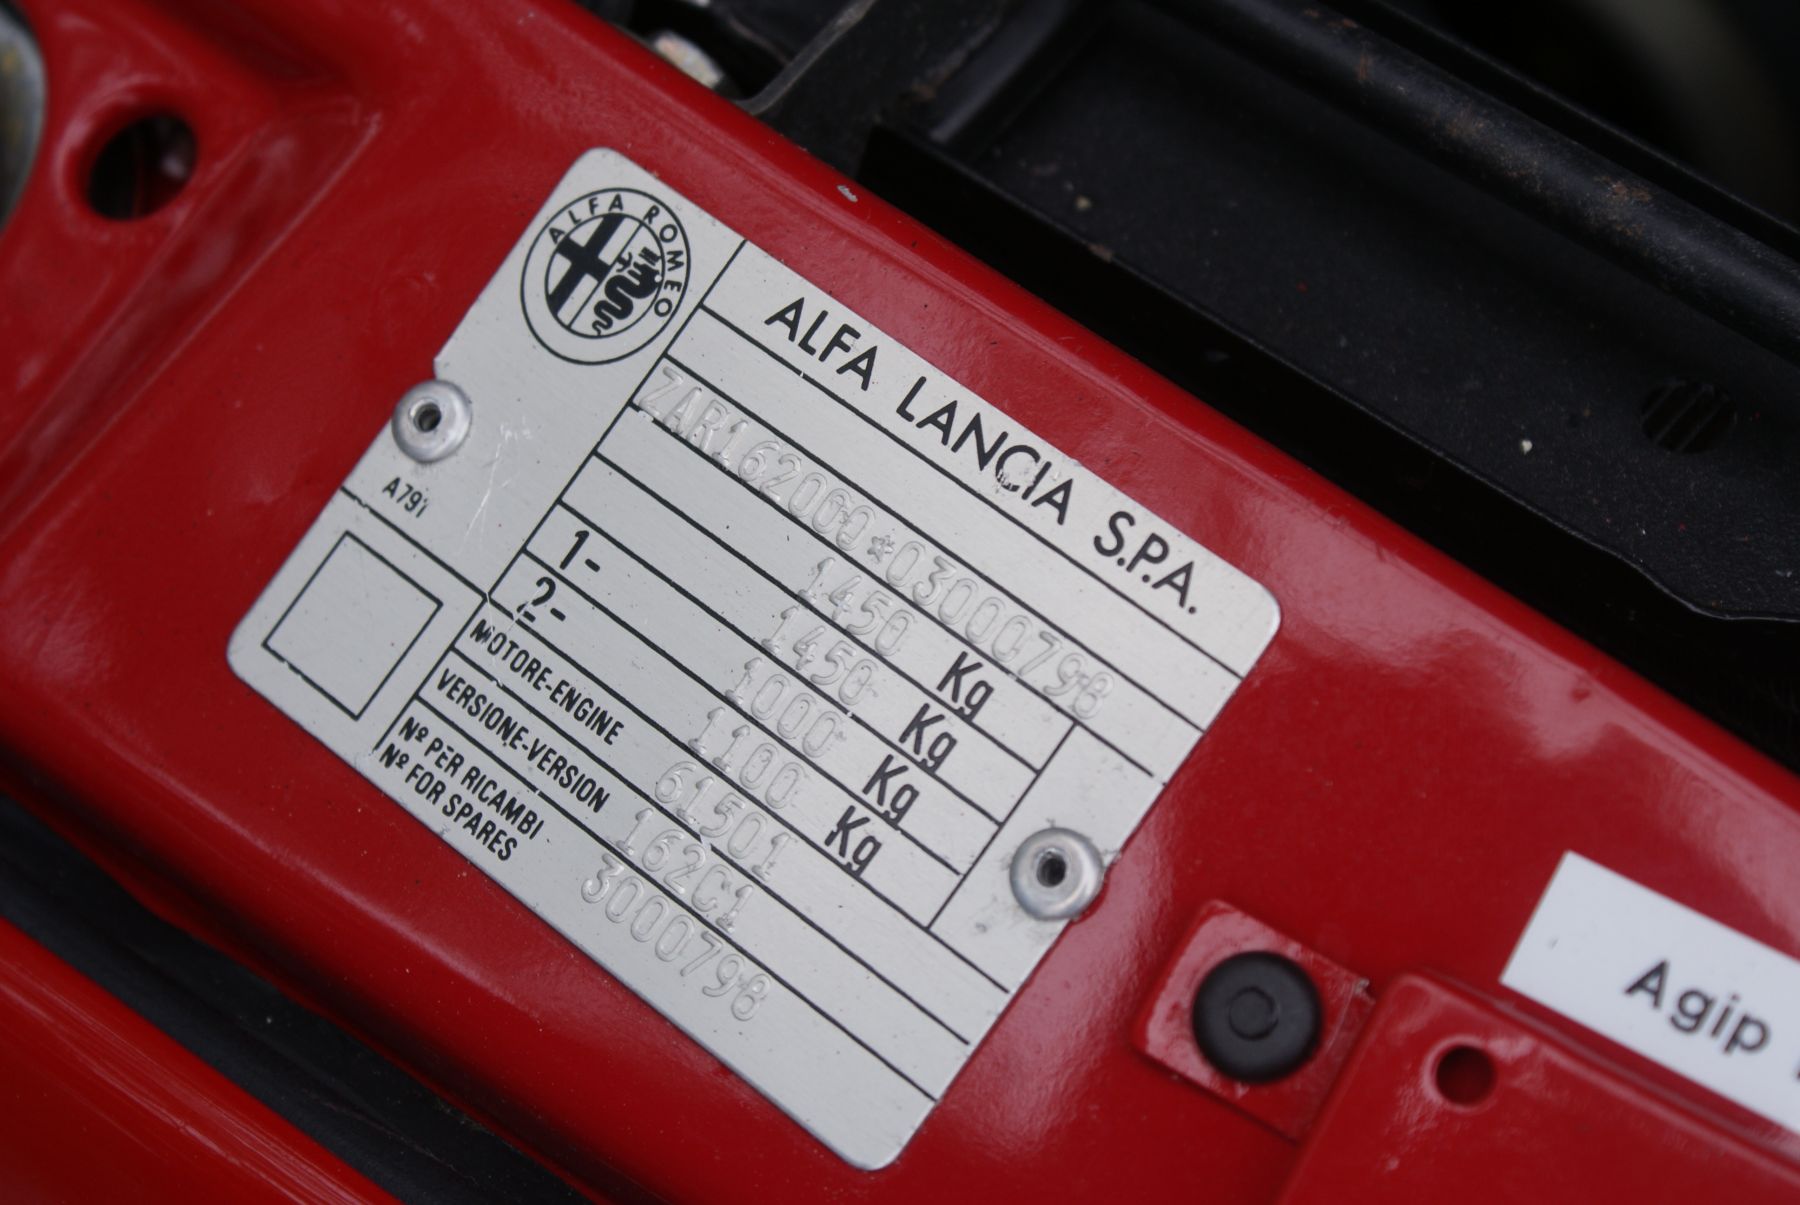 ALFA ROMEO
ALFA LANCIA S.P.A.
ZAR162000*03000798
1450 Kg
1450 Kg
1- 1000 Kg
2- 1100 Kg
MOTORE-ENGINE 61501
VERSIONE-VERSION 162C1
Nº PER RICAMBI
Nº FOR SPARES 3000798
A791
Agip